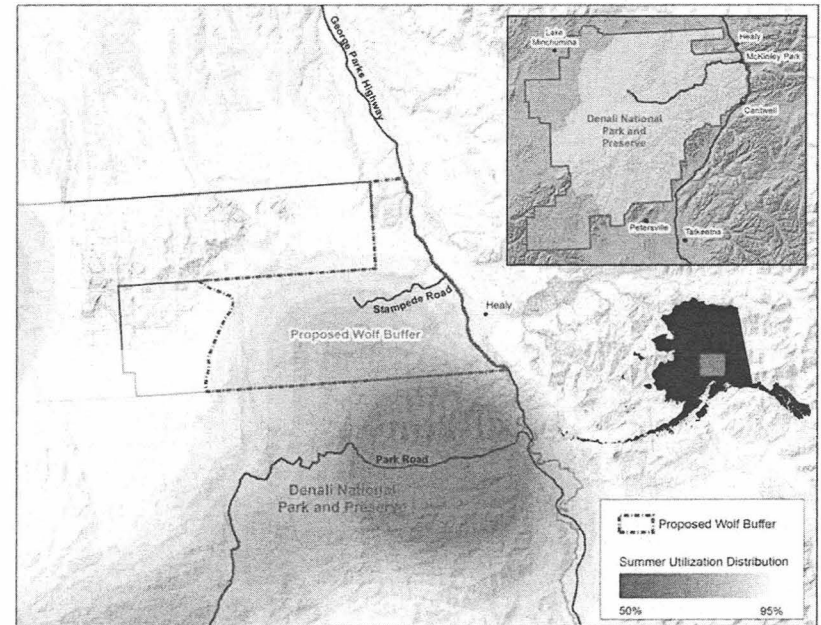 George Parks Highway
Stampede Road
Healy
Proposed Wolf Buffer
Park Road
Denali National
Park and Preserve
Lake
Minchumina
Healy
McKinley Park
Cantwell
Denali National
Park and
Preserve
Petersville
Talkeetna
Proposed Wolf Buffer
Summer Utilization Distribution
50%
95%